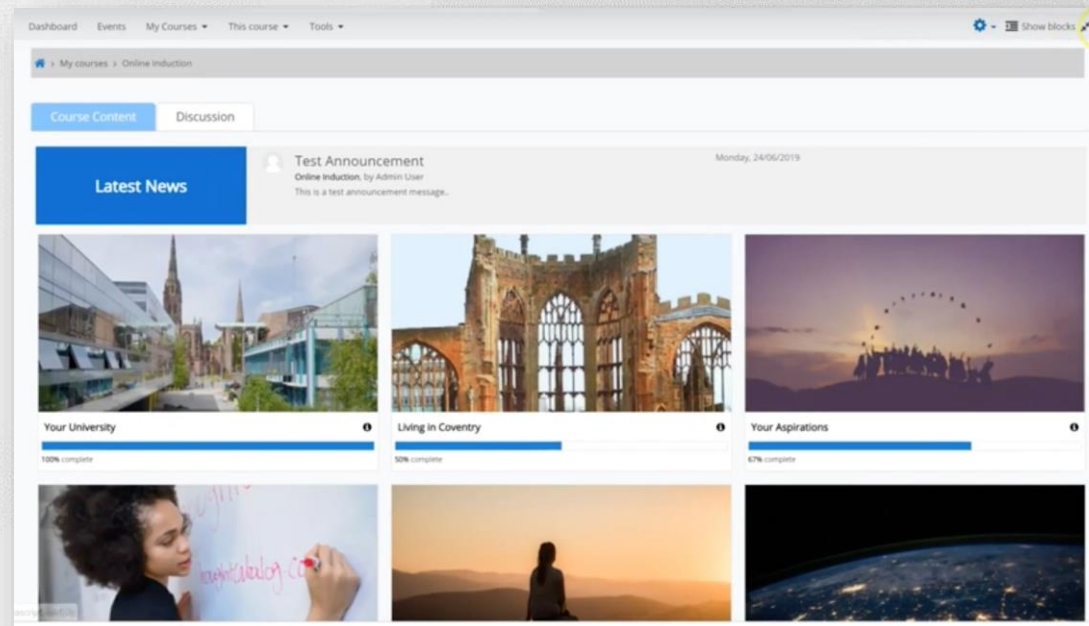 Dashboard Events My Courses This course Tools Show blocks
My courses > Online Induction
Course Content Discussion
Latest News
Test Announcement
Monday, 24/06/2019
Online Induction, by Admin User
This is a test announcement message..
Your University
100% complete
Living in Coventry
50% complete
Your Aspirations
67% complete